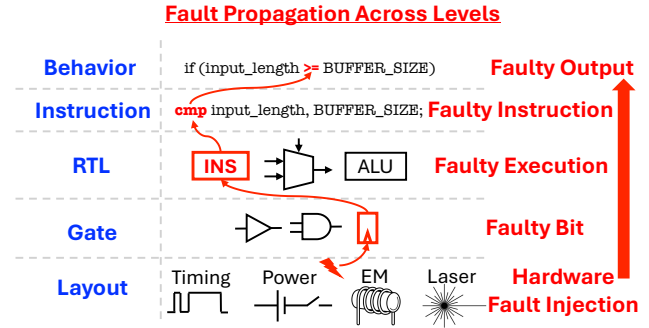 Fault Propagation Across Levels
Behavior if (input_length >= BUFFER_SIZE) Faulty Output
Instruction cmp input_length, BUFFER_SIZE; Faulty Instruction
RTL INS ALU Faulty Execution
Gate Faulty Bit
Timing Power EM Laser Hardware
Layout Fault Injection